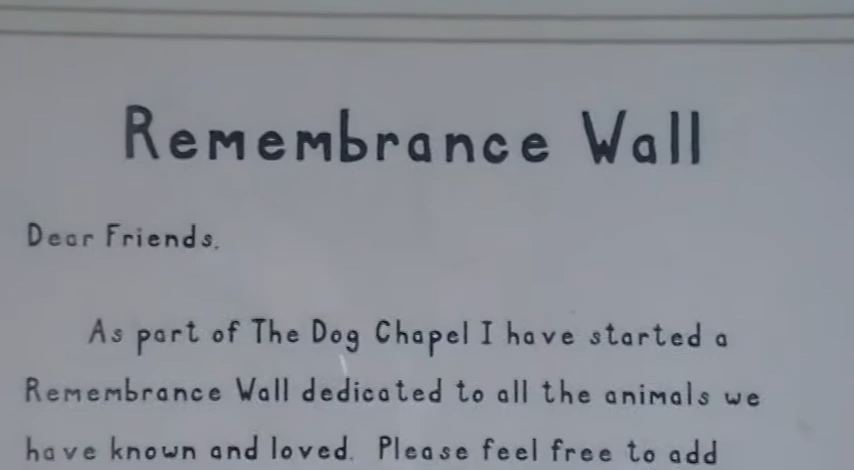 Remembrance Wall
Dear Friends,
As part of The Dog Chapel I have started a
Remembrance Wall dedicated to all the animals we
have known and loved. Please feel free to add